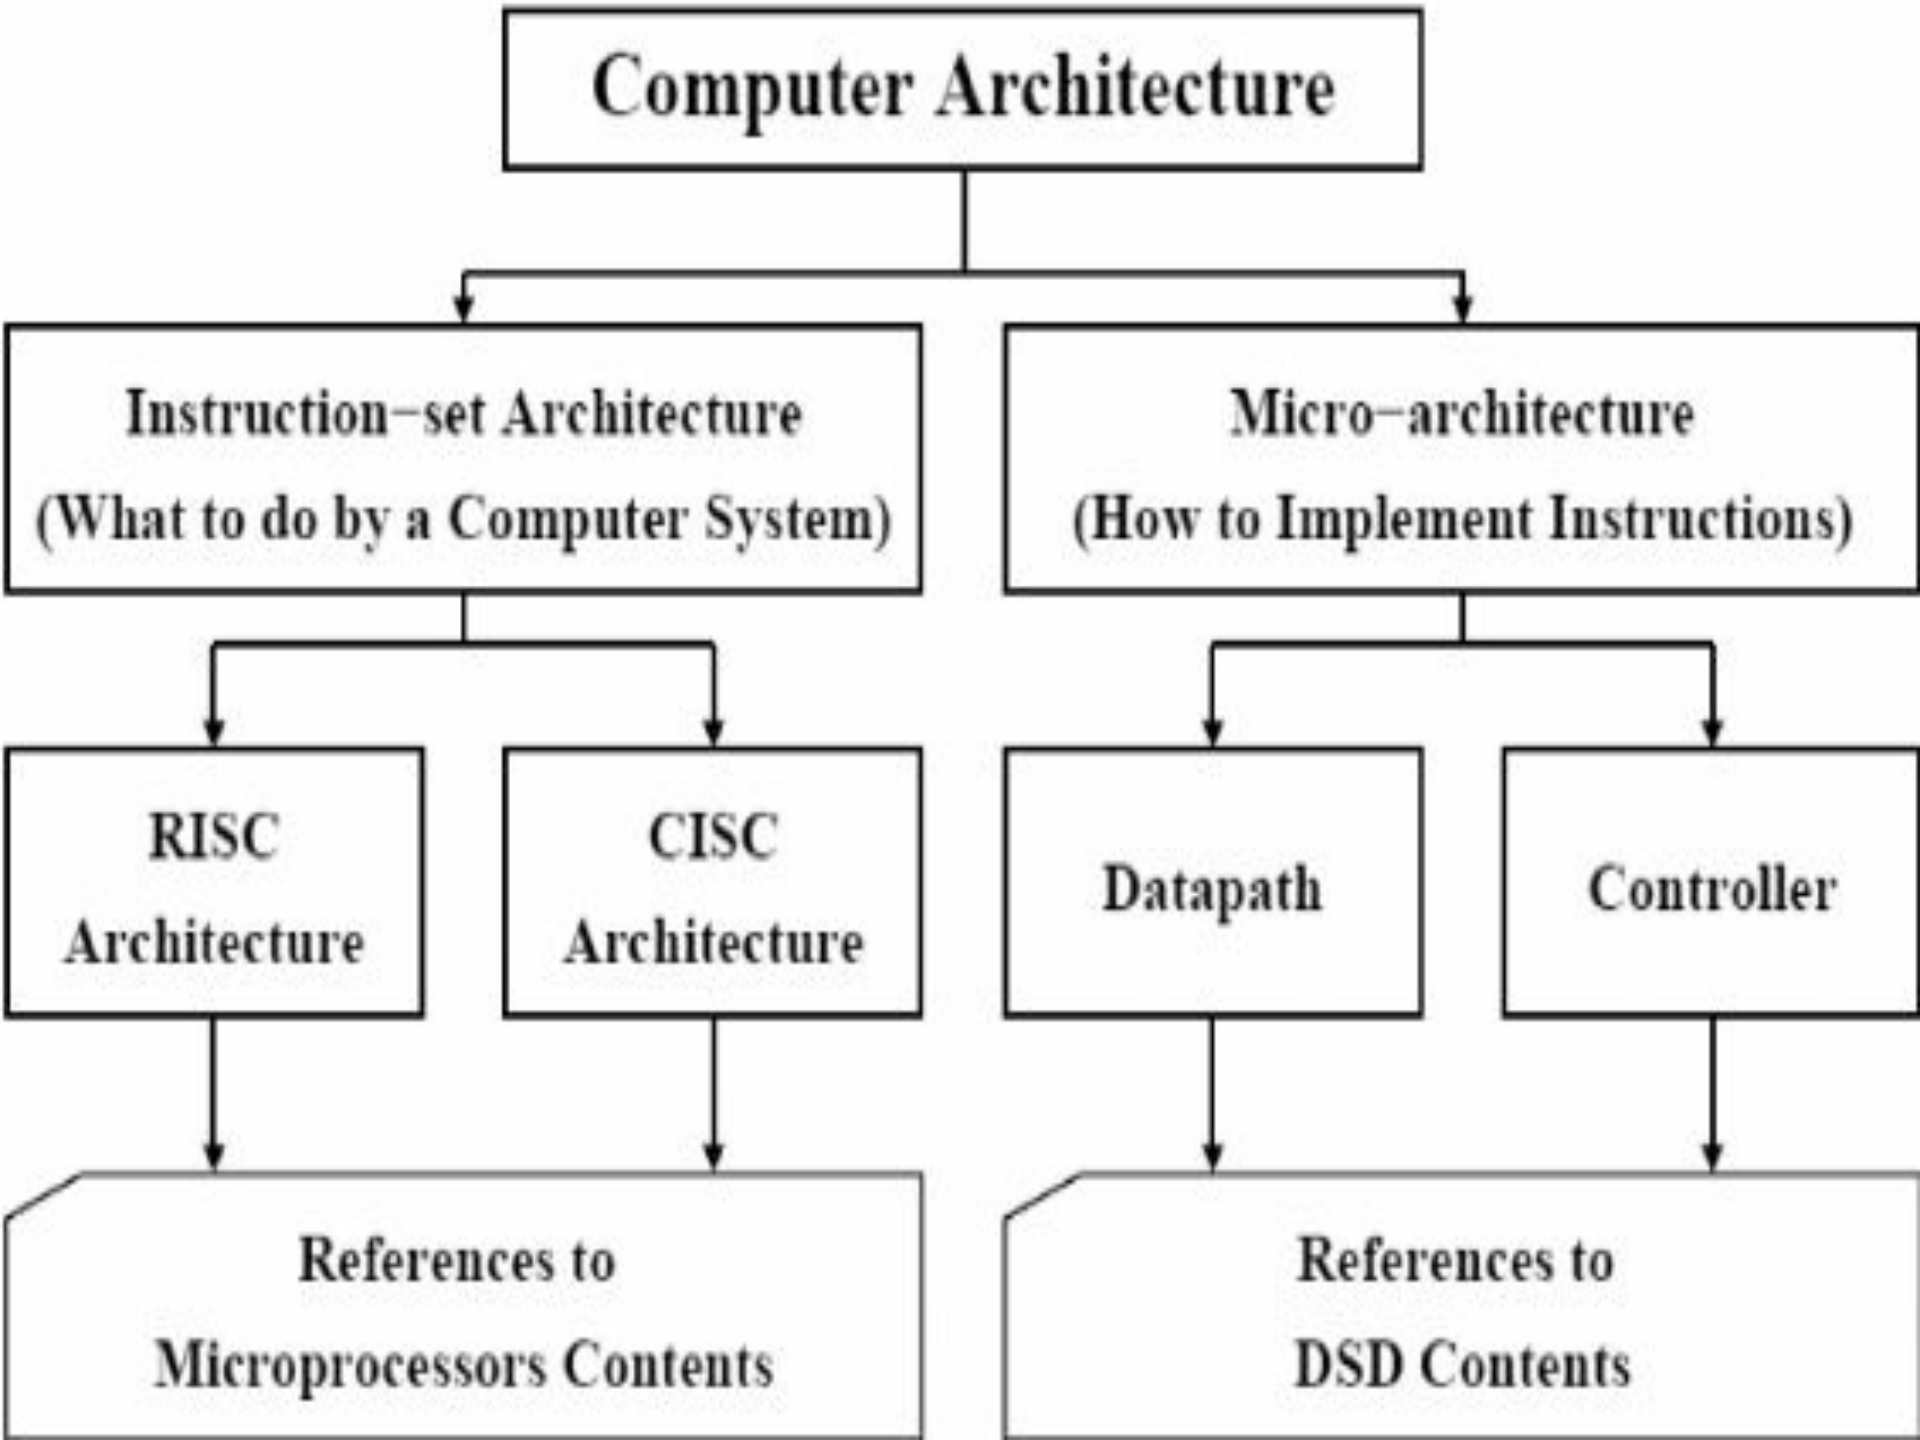 Computer Architecture
Instruction−set Architecture
(What to do by a Computer System)
Micro−architecture
(How to Implement Instructions)
RISC
Architecture
CISC
Architecture
Datapath
Controller
References to
Microprocessors Contents
References to
DSD Contents